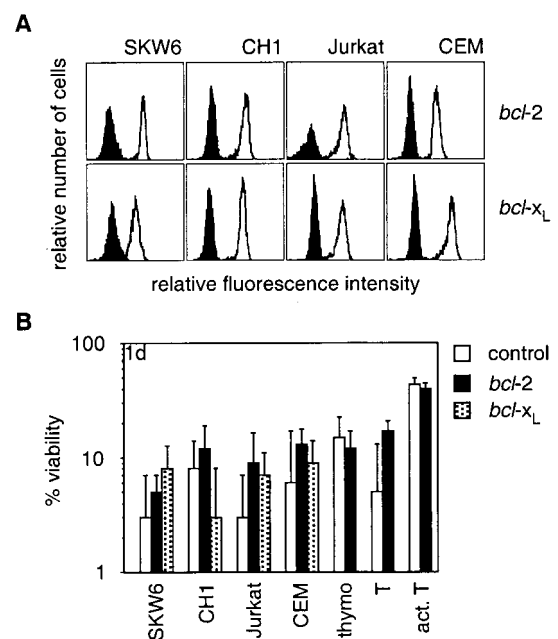 A
SKW6 CH1 Jurkat CEM
relative number of cells
bcl-2
bcl-xL
relative fluorescence intensity
B
100
10
1
% viability
1d
control
bcl-2
bcl-xL
SKW6
CH1
Jurkat
CEM
thymo
T
act. T